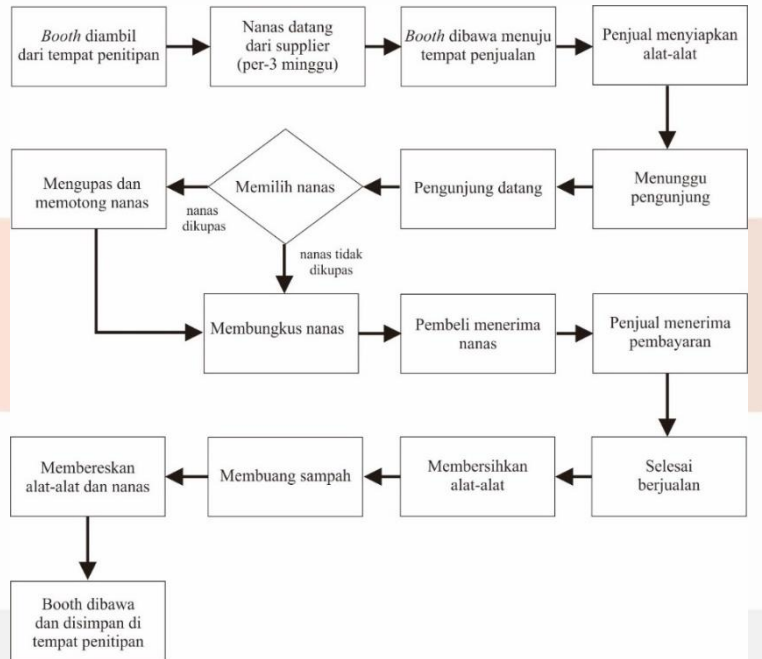 Booth diambil
dari tempat penitipan
Nanas datang
dari supplier
(per-3 minggu)
Booth dibawa menuju
tempat penjualan
Penjual menyiapkan
alat-alat
Menunggu
pengunjung
Pengunjung datang
Memilih nanas
nanas
dikupas
Mengupas dan
memotong nanas
nanas tidak
dikupas
Membungkus nanas
Pembeli menerima
nanas
Penjual menerima
pembayaran
Selesai
berjualan
Membersihkan
alat-alat
Membuang sampah
Membereskan
alat-alat dan nanas
Booth dibawa
dan disimpan di
tempat penitipan